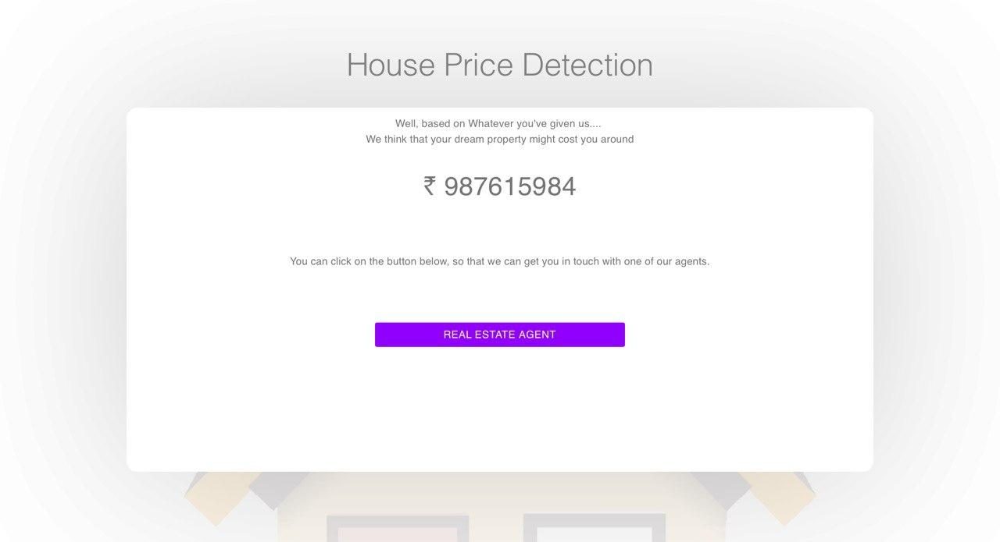 House Price Detection
Well, based on Whatever you've given us....
We think that your dream property might cost you around
₹ 987615984
You can click on the button below, so that we can get you in touch with one of our agents.
REAL ESTATE AGENT